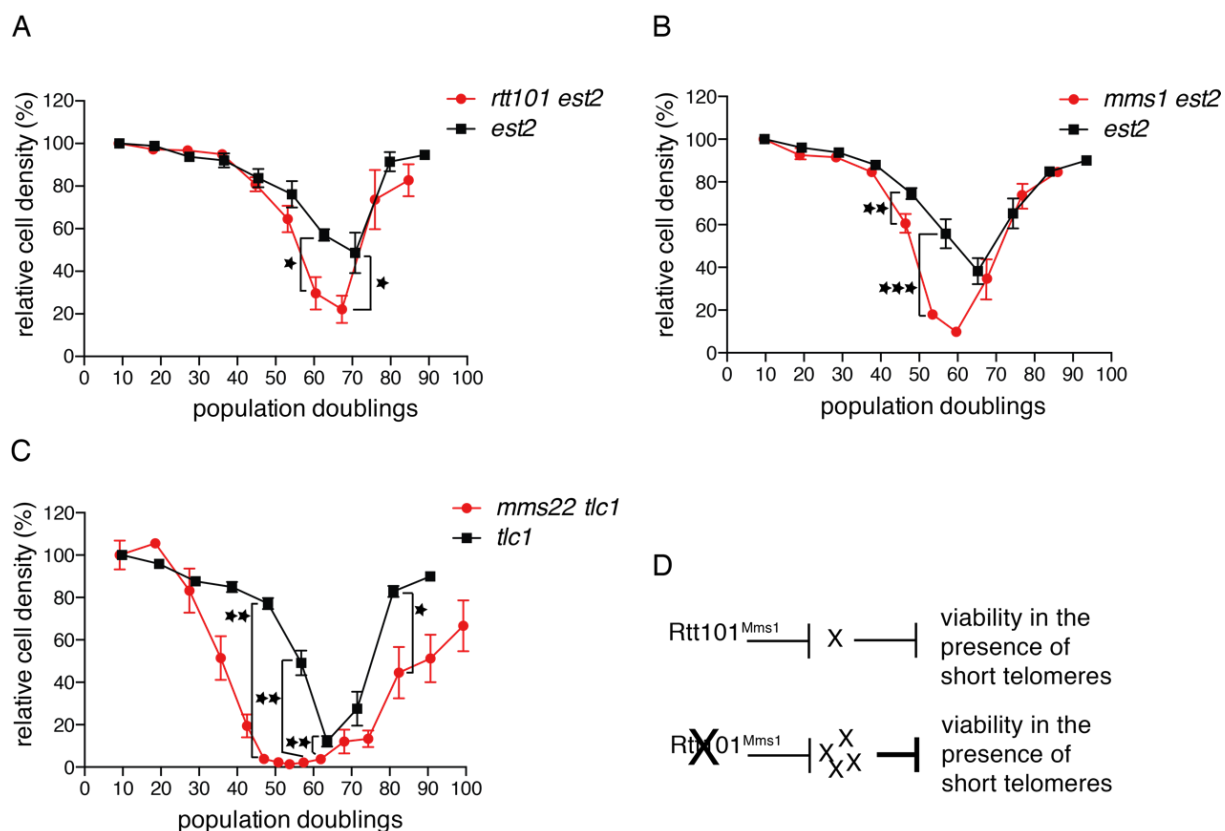 A
relative cell density (%)
120
100
80
60
40
20
0
0 10 20 30 40 50 60 70 80 90 100
population doublings
rtt101 est2
est2
B
relative cell density (%)
120
100
80
60
40
20
0
0 10 20 30 40 50 60 70 80 90 100
population doublings
mms1 est2
est2
C
relative cell density (%)
120
100
80
60
40
20
0
0 10 20 30 40 50 60 70 80 90 100
population doublings
mms22 tlc1
tlc1
D
Rtt101Mms1 X viability in the
presence of
short telomeres
Rtt101Mms1 X X X X viability in the
presence of
short telomeres